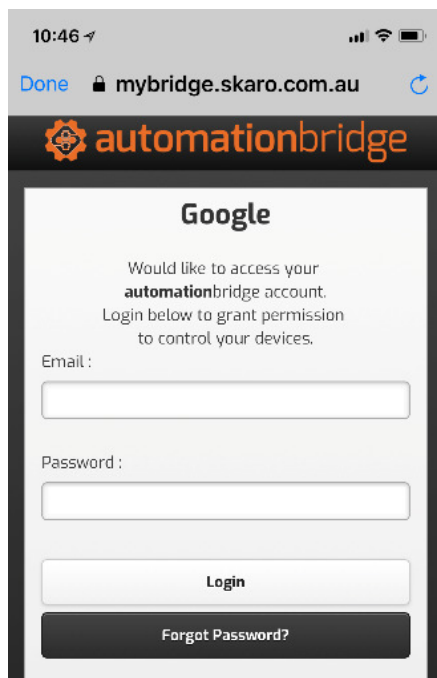 10:46
Done mybridge.skaro.com.au
automationbridge
Google
Would like to access your
automationbridge account.
Login below to grant permission
to control your devices.
Email :
Password :
Login
Forgot Password?